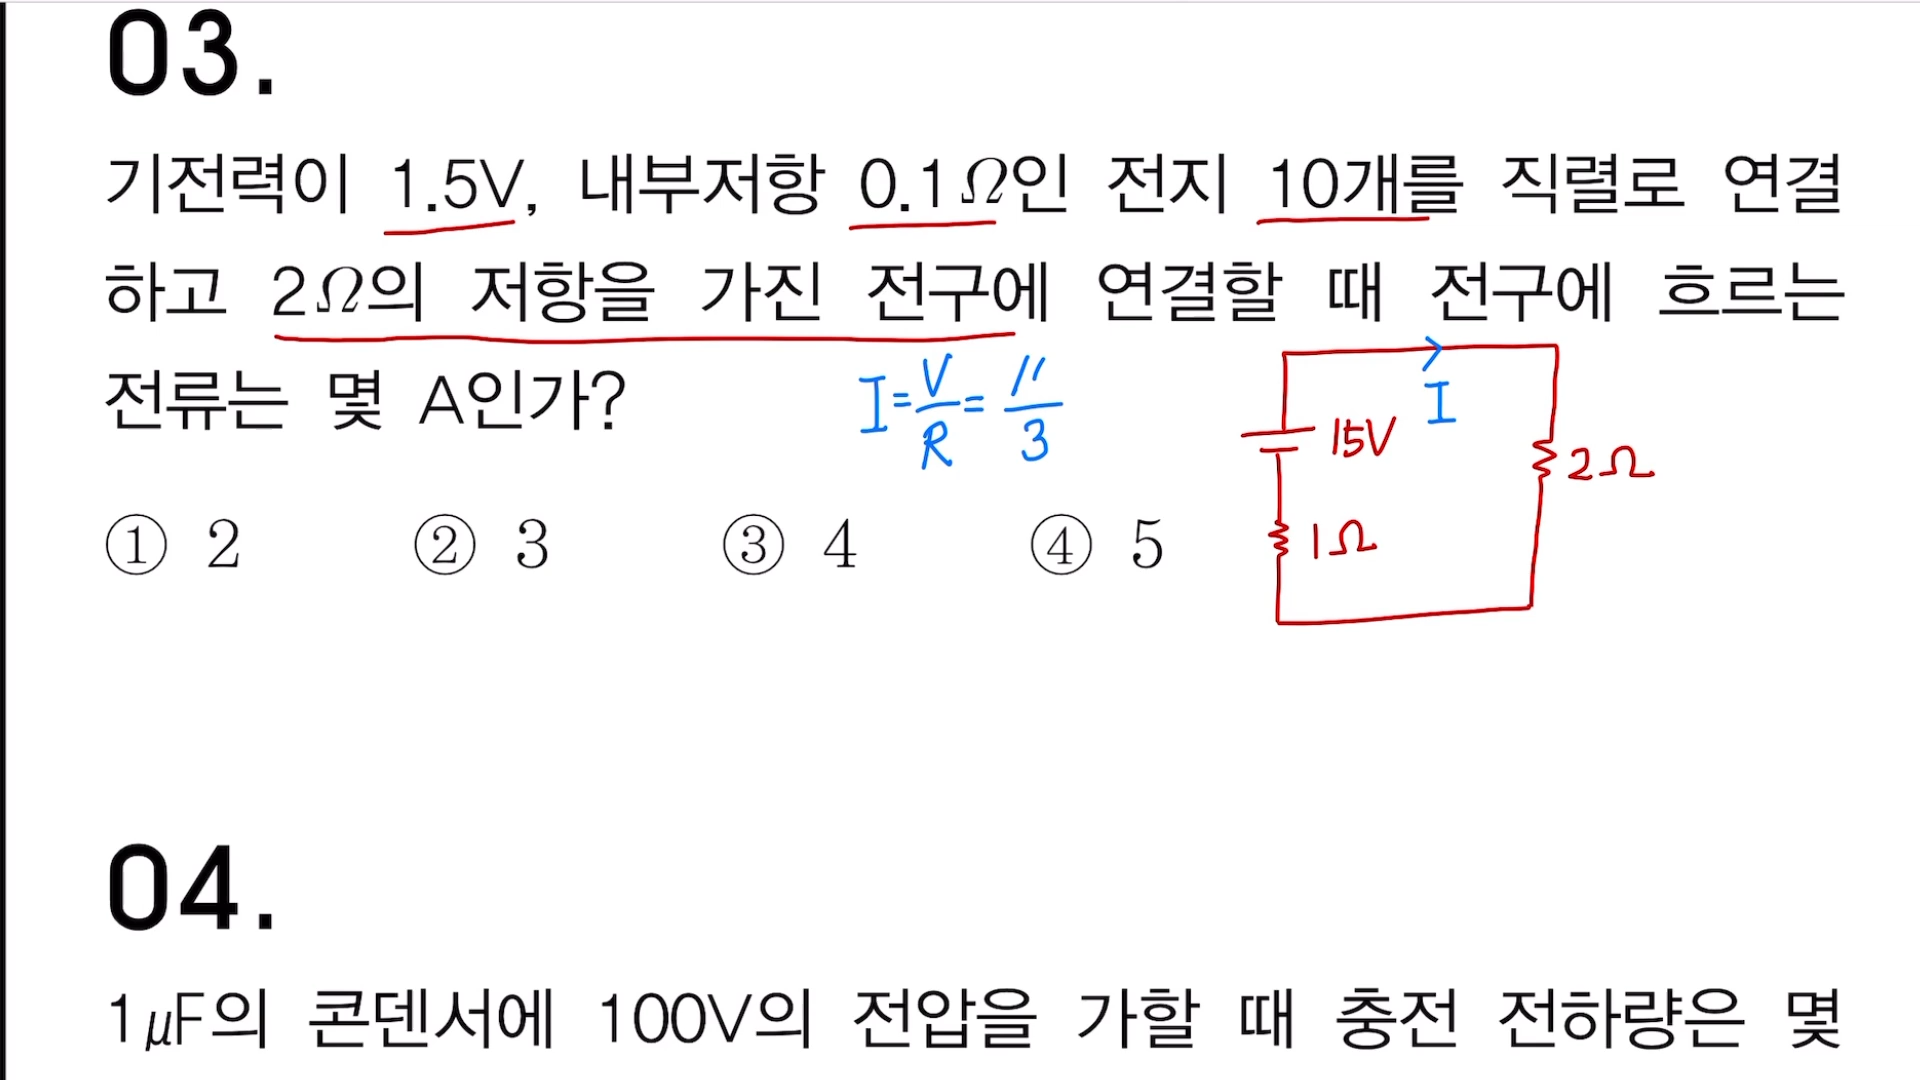 03.
기전력이 1.5V, 내부저항 0.1Ω인 전지 10개를 직렬로 연결
하고 2Ω의 저항을 가진 전구에 연결할 때 전구에 흐르는
전류는 몇 A인가?
I=V/R=
3
I
15V
2Ω
1Ω
① 2 ② 3 ③ 4 ④ 5
04.
1μF의 콘덴서에 100V의 전압을 가할 때 충전 전하량은 몇